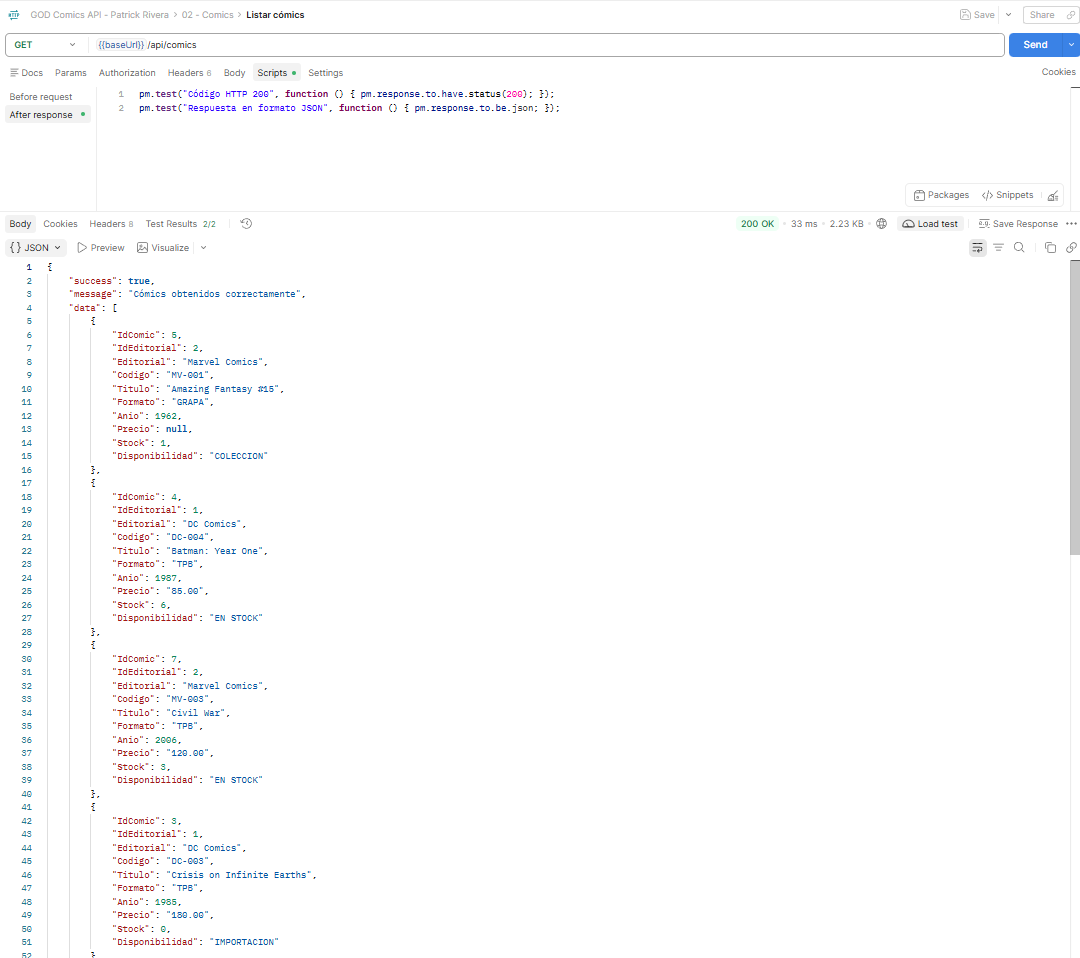 GOD Comics API - Patrick Rivera > 02 - Comics > Listar cómics
Save
Share
GET
{{baseUrl}} /api/comics
Send
Docs Params Authorization Headers 6 Body Scripts Settings
Cookies
Before request
After response
1 pm.test("Código HTTP 200", function () { pm.response.to.have.status(200); });
2 pm.test("Respuesta en formato JSON", function () { pm.response.to.be.json; });
Packages </> Snippets
Body Cookies Headers 8 Test Results 2/2
200 OK 33 ms 2.23 KB Load test Save Response
{} JSON Preview Visualize
1 {
2 "success": true,
3 "message": "Cómics obtenidos correctamente",
4 "data": [
5 {
6 "IdComic": 5,
7 "IdEditorial": 2,
8 "Editorial": "Marvel Comics",
9 "Codigo": "MV-001",
10 "Titulo": "Amazing Fantasy #15",
11 "Formato": "GRAPA",
12 "Anio": 1962,
13 "Precio": null,
14 "Stock": 1,
15 "Disponibilidad": "COLECCION"
16 },
17 {
18 "IdComic": 4,
19 "IdEditorial": 1,
20 "Editorial": "DC Comics",
21 "Codigo": "DC-004",
22 "Titulo": "Batman: Year One",
23 "Formato": "TPB",
24 "Anio": 1987,
25 "Precio": "85.00",
26 "Stock": 6,
27 "Disponibilidad": "EN STOCK"
28 },
29 {
30 "IdComic": 7,
31 "IdEditorial": 2,
32 "Editorial": "Marvel Comics",
33 "Codigo": "MV-003",
34 "Titulo": "Civil War",
35 "Formato": "TPB",
36 "Anio": 2006,
37 "Precio": "120.00",
38 "Stock": 3,
39 "Disponibilidad": "EN STOCK"
40 },
41 {
42 "IdComic": 3,
43 "IdEditorial": 1,
44 "Editorial": "DC Comics",
45 "Codigo": "DC-003",
46 "Titulo": "Crisis on Infinite Earths",
47 "Formato": "TPB",
48 "Anio": 1985,
49 "Precio": "180.00",
50 "Stock": 0,
51 "Disponibilidad": "IMPORTACION"
52 }